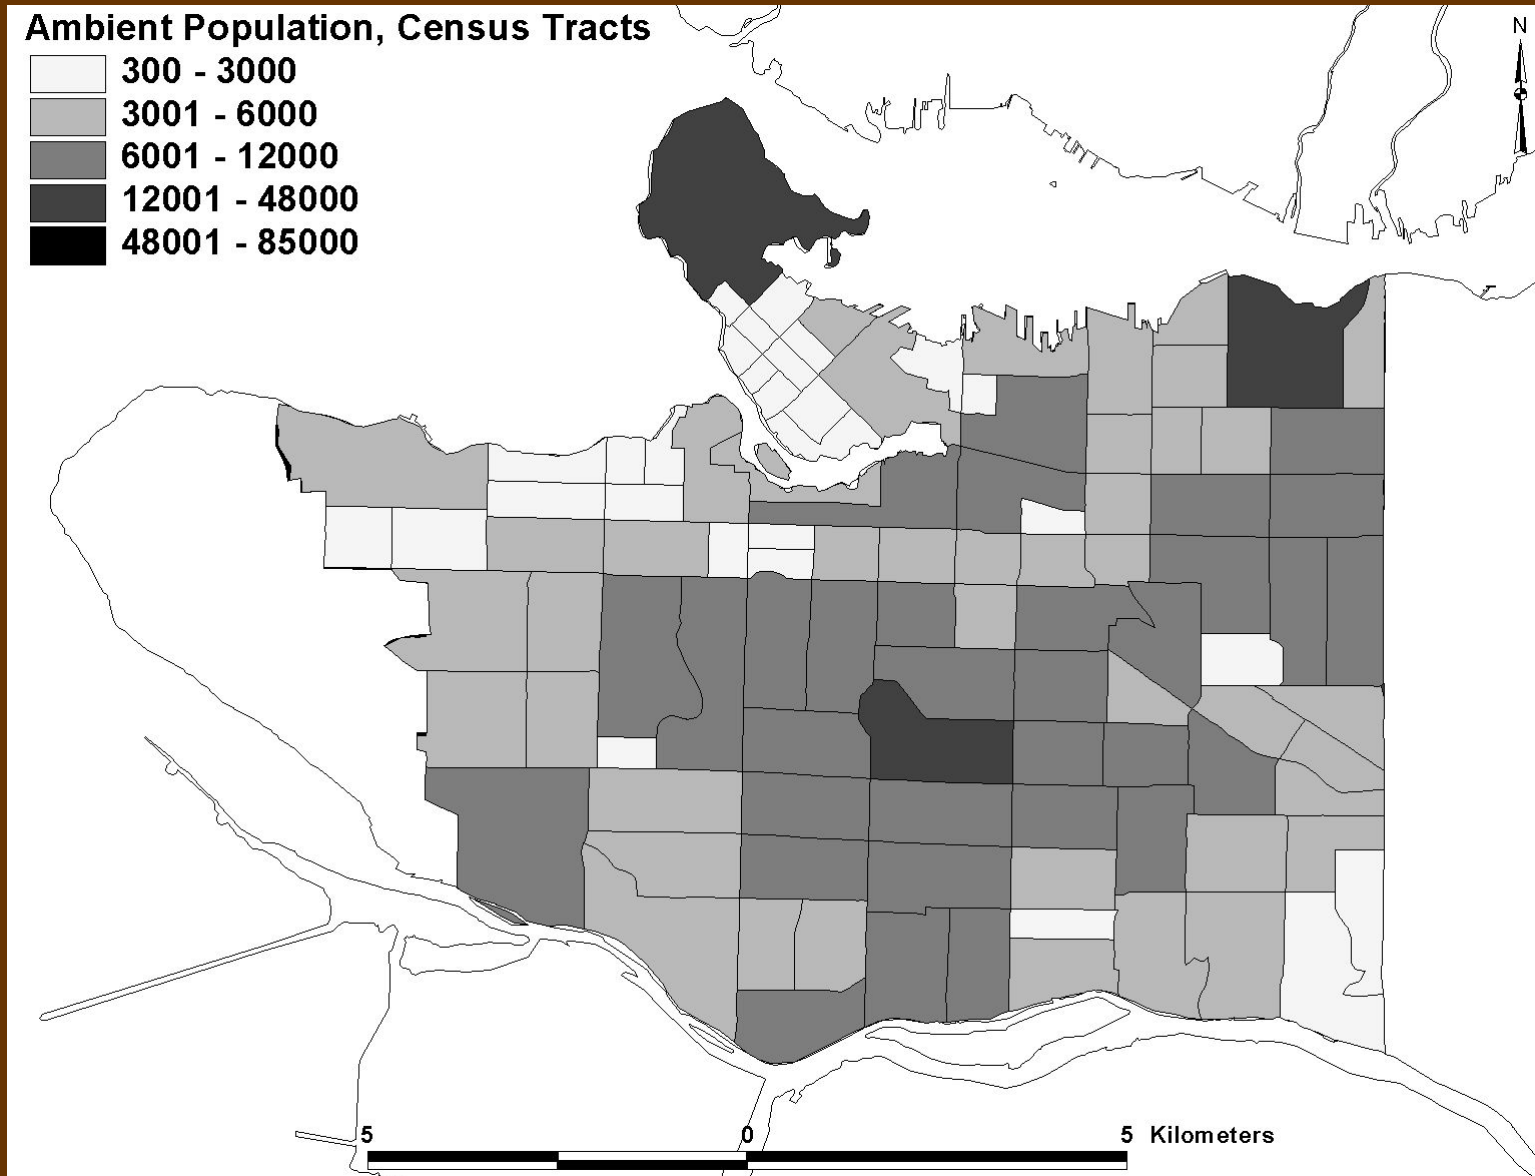 Ambient Population, Census Tracts
300 - 3000
3001 - 6000
6001 - 12000
12001 - 48000
48001 - 85000
N
5 0 5 Kilometers